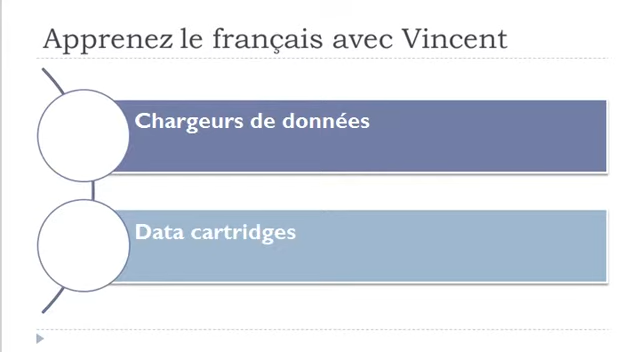 Apprenez le français avec Vincent
Chargeurs de données
Data cartridges